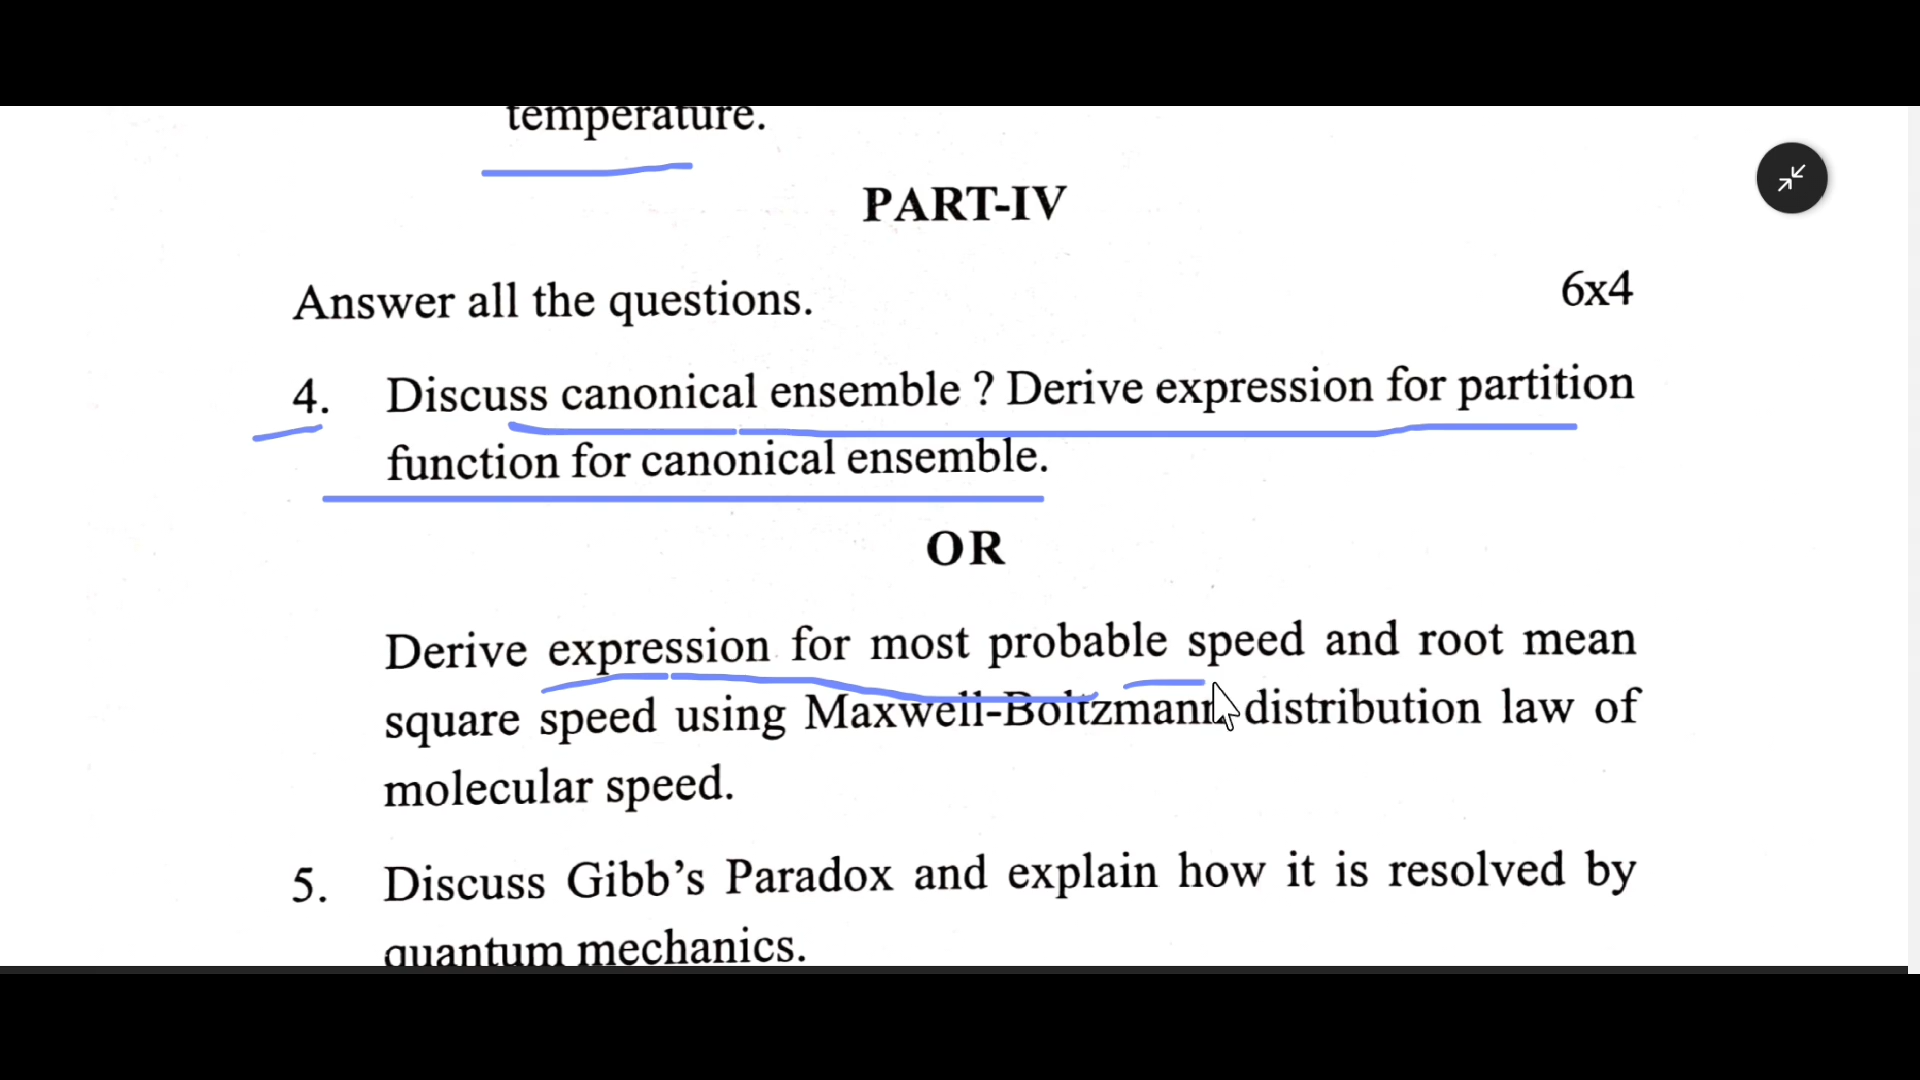 temperature.
PART-IV
Answer all the questions. 6x4
4. Discuss canonical ensemble ? Derive expression for partition
function for canonical ensemble.
OR
Derive expression for most probable speed and root mean
square speed using Maxwell-Boltzmann distribution law of
molecular speed.
5. Discuss Gibb's Paradox and explain how it is resolved by
quantum mechanics.